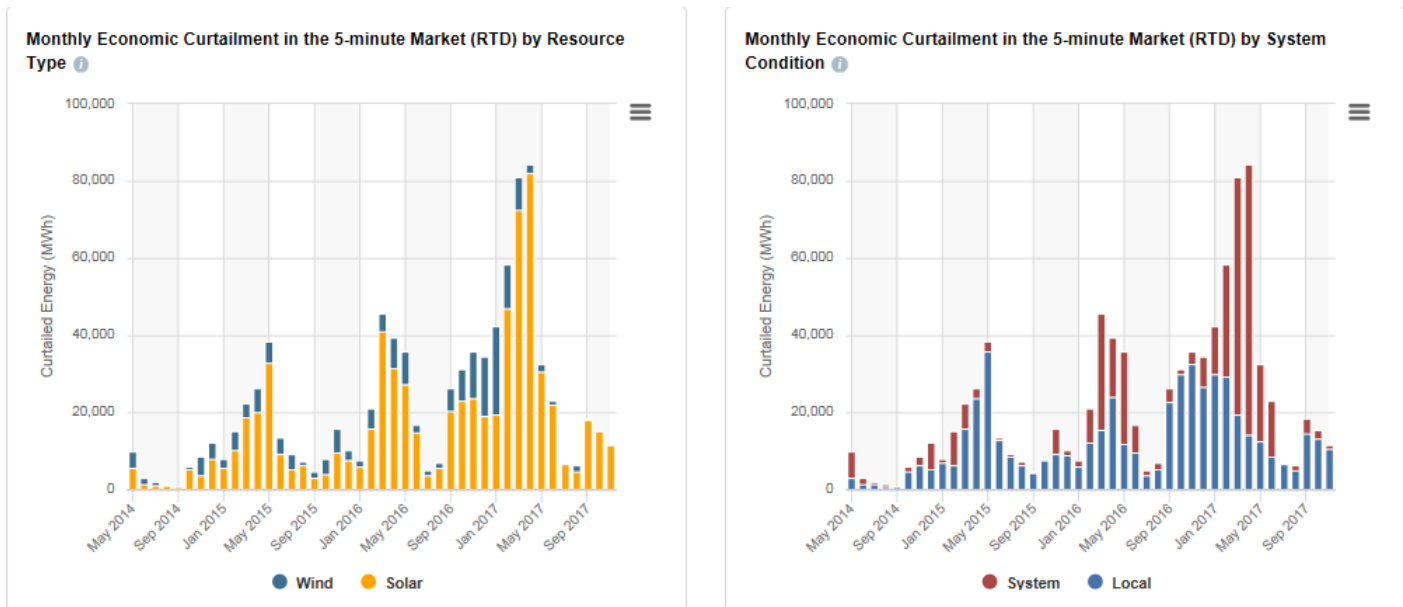 Monthly Economic Curtailment in the 5-minute Market (RTD) by Resource
Type i
100,000
80,000
60,000
40,000
20,000
0
Curtailed Energy (MWh)
May 2014
Sep 2014
Jan 2015
May 2015
Sep 2015
Jan 2016
May 2016
Sep 2016
Jan 2017
May 2017
Sep 2017
Wind Solar
Monthly Economic Curtailment in the 5-minute Market (RTD) by System
Condition i
100,000
80,000
60,000
40,000
20,000
0
Curtailed Energy (MWh)
May 2014
Sep 2014
Jan 2015
May 2015
Sep 2015
Jan 2016
May 2016
Sep 2016
Jan 2017
May 2017
Sep 2017
System Local